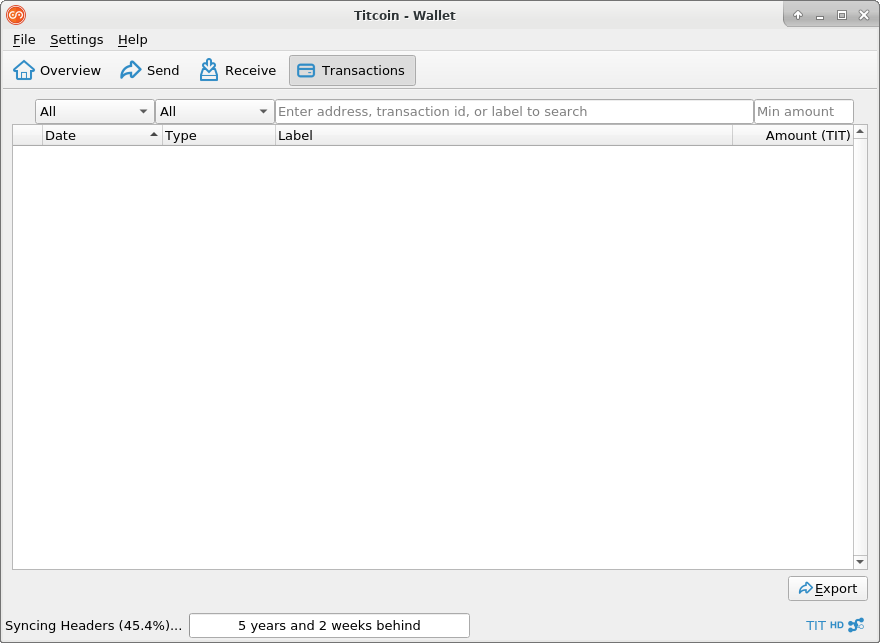 Titcoin - Wallet
File Settings Help
Overview Send Receive Transactions
All All Enter address, transaction id, or label to search Min amount
Date Type Label Amount (TIT)
Export
Syncing Headers (45.4%)... 5 years and 2 weeks behind TIT HD